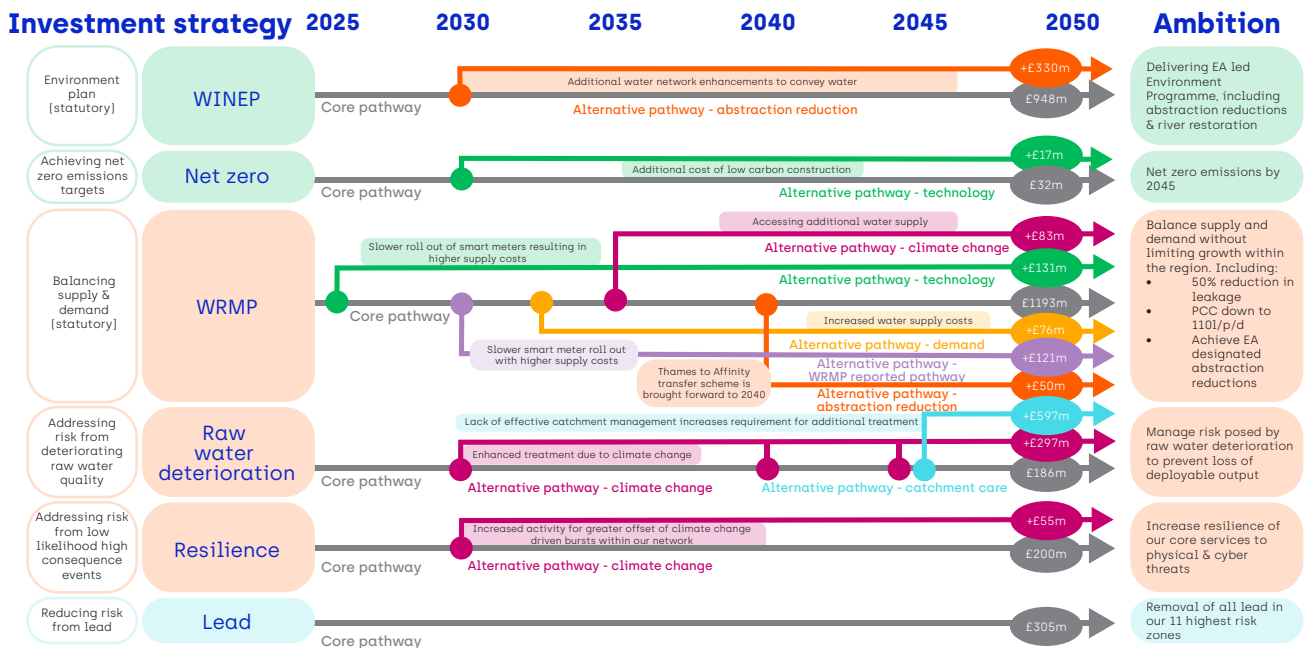 Investment strategy
2025
2030
2035
2040
2045
2050
Ambition
Environment
plan
(statutory)
WINEP
Core pathway
Additional water network enhancements to convey water
Alternative pathway - abstraction reduction
+£330m
£948m
Delivering EA led
Environment
Programme, including
abstraction reductions
& river restoration
Achieving net
zero emissions
targets
Net zero
Core pathway
Additional cost of low carbon construction
Alternative pathway - technology
+£17m
£32m
Net zero emissions by
2045
Balancing
supply &
demand
(statutory)
WRMP
Core pathway
Accessing additional water supply
Alternative pathway - climate change
+£83m
Slower roll out of smart meters resulting in
higher supply costs
Alternative pathway - technology
+£131m
£1193m
Increased water supply costs
Alternative pathway - demand
+£76m
Slower smart meter roll out
with higher supply costs
Alternative pathway -
WRMP reported pathway
+£121m
Thames to Affinity
transfer scheme is
brought forward to 2040
Alternative pathway -
abstraction reduction
+£50m
Balance supply and
demand without
limiting growth within
the region. Including:
• 50% reduction in
leakage
• PCC down to
110l/p/d
• Achieve EA
designated
abstraction
reductions
Addressing
risk from
deteriorating
raw water
quality
Raw
water
deterioration
Core pathway
Lack of effective catchment management increases requirement for additional treatment
+£597m
Enhanced treatment due to climate change
+£297m
£186m
Alternative pathway - climate change
Alternative pathway - catchment care
Manage risk posed by
raw water deterioration
to prevent loss of
deployable output
Addressing risk
from low
likelihood high
consequence
events
Resilience
Core pathway
Increased activity for greater offset of climate change
driven bursts within our network
Alternative pathway - climate change
+£55m
£200m
Increase resilience of
our core services to
physical & cyber
threats
Reducing risk
from lead
Lead
Core pathway
£305m
Removal of all lead in
our 11 highest risk
zones